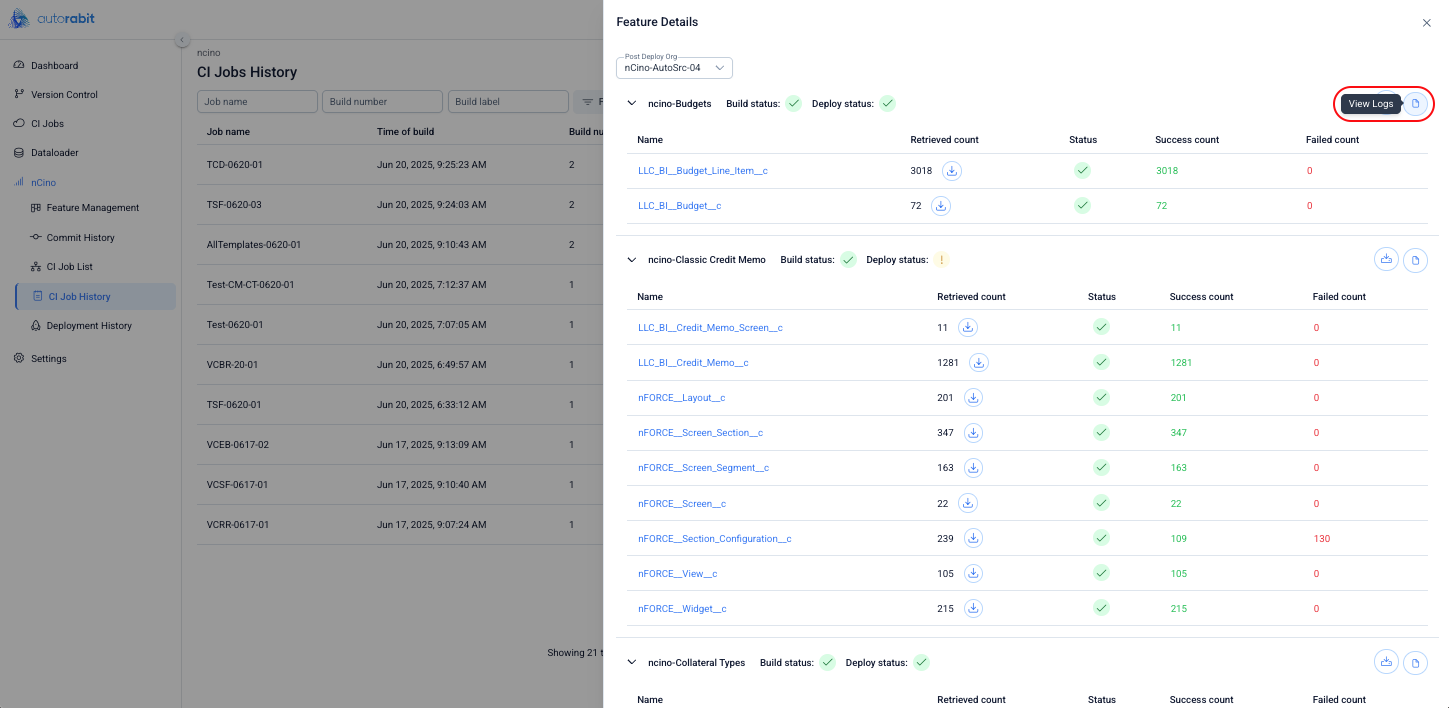 autorabit
Dashboard
Version Control
CI Jobs
Dataloader
nCino
Feature Management
Commit History
CI Job List
CI Job History
Deployment History
Settings
ncino
CI Jobs History
Job name Build number Build label
Job name Time of build Build nu
TCD-0620-01 Jun 20, 2025, 9:25:23 AM 2
TSF-0620-03 Jun 20, 2025, 9:24:03 AM 2
AllTemplates-0620-01 Jun 20, 2025, 9:10:43 AM 2
Test-CM-CT-0620-01 Jun 20, 2025, 7:12:37 AM 1
Test-0620-01 Jun 20, 2025, 7:07:05 AM 1
VCBR-20-01 Jun 20, 2025, 6:49:57 AM 1
TSF-0620-01 Jun 20, 2025, 6:33:12 AM 1
VCEB-0617-02 Jun 17, 2025, 9:13:09 AM 1
VCSF-0617-01 Jun 17, 2025, 9:10:40 AM 1
VCRR-0617-01 Jun 17, 2025, 9:07:24 AM 1
Showing 21 t
Feature Details
Post Deploy Org
nCino-AutoSrc-04
ncino-Budgets Build status: Deploy status: View Logs
Name Retrieved count Status Success count Failed count
LLC_BI__Budget_Line_Item__c 3018 3018 0
LLC_BI__Budget__c 72 72 0
ncino-Classic Credit Memo Build status: Deploy status: !
Name Retrieved count Status Success count Failed count
LLC_BI__Credit_Memo_Screen__c 11 11 0
LLC_BI__Credit_Memo__c 1281 1281 0
nFORCE__Layout__c 201 201 0
nFORCE__Screen_Section__c 347 347 0
nFORCE__Screen_Segment__c 163 163 0
nFORCE__Screen__c 22 22 0
nFORCE__Section_Configuration__c 239 109 130
nFORCE__View__c 105 105 0
nFORCE__Widget__c 215 215 0
ncino-Collateral Types Build status: Deploy status:
Name Retrieved count Status Success count Failed count